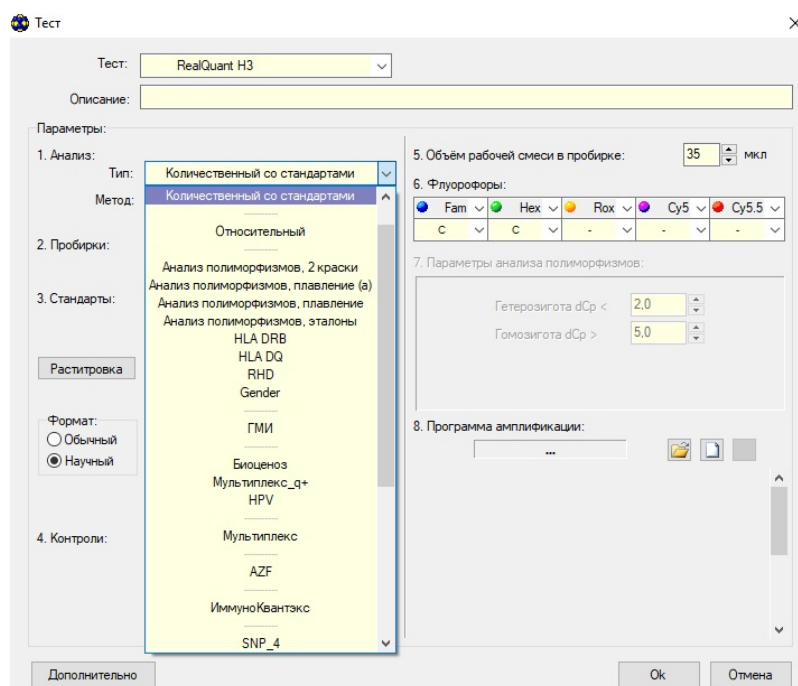 Тест
Тест: RealQuant H3
Описание:
Параметры:
1. Анализ:
Тип: Количественный со стандартами
Метод:
Количественный со стандартами
Относительный
Анализ полиморфизмов, 2 краски
Анализ полиморфизмов, плавление (а)
Анализ полиморфизмов, плавление
Анализ полиморфизмов, эталоны
HLA DRB
HLA DQ
RHD
Gender
ГМИ
Биоценоз
Мультиплекс_q+
HPV
Мультиплекс
AZF
ИммуноКвантэкс
SNP_4
2. Пробирки:
3. Стандарты:
Раститровка
Формат:
Обычный
Научный
4. Контроли:
5. Объём рабочей смеси в пробирке: 35 мкл
6. Флуорофоры:
Fam Hex Rox Cy5 Cy5.5
C C - - -
7. Параметры анализа полиморфизмов:
Гетерозигота dCp < 2,0
Гомозигота dCp > 5,0
8. Программа амплификации:
...
Дополнительно
Ok Отмена